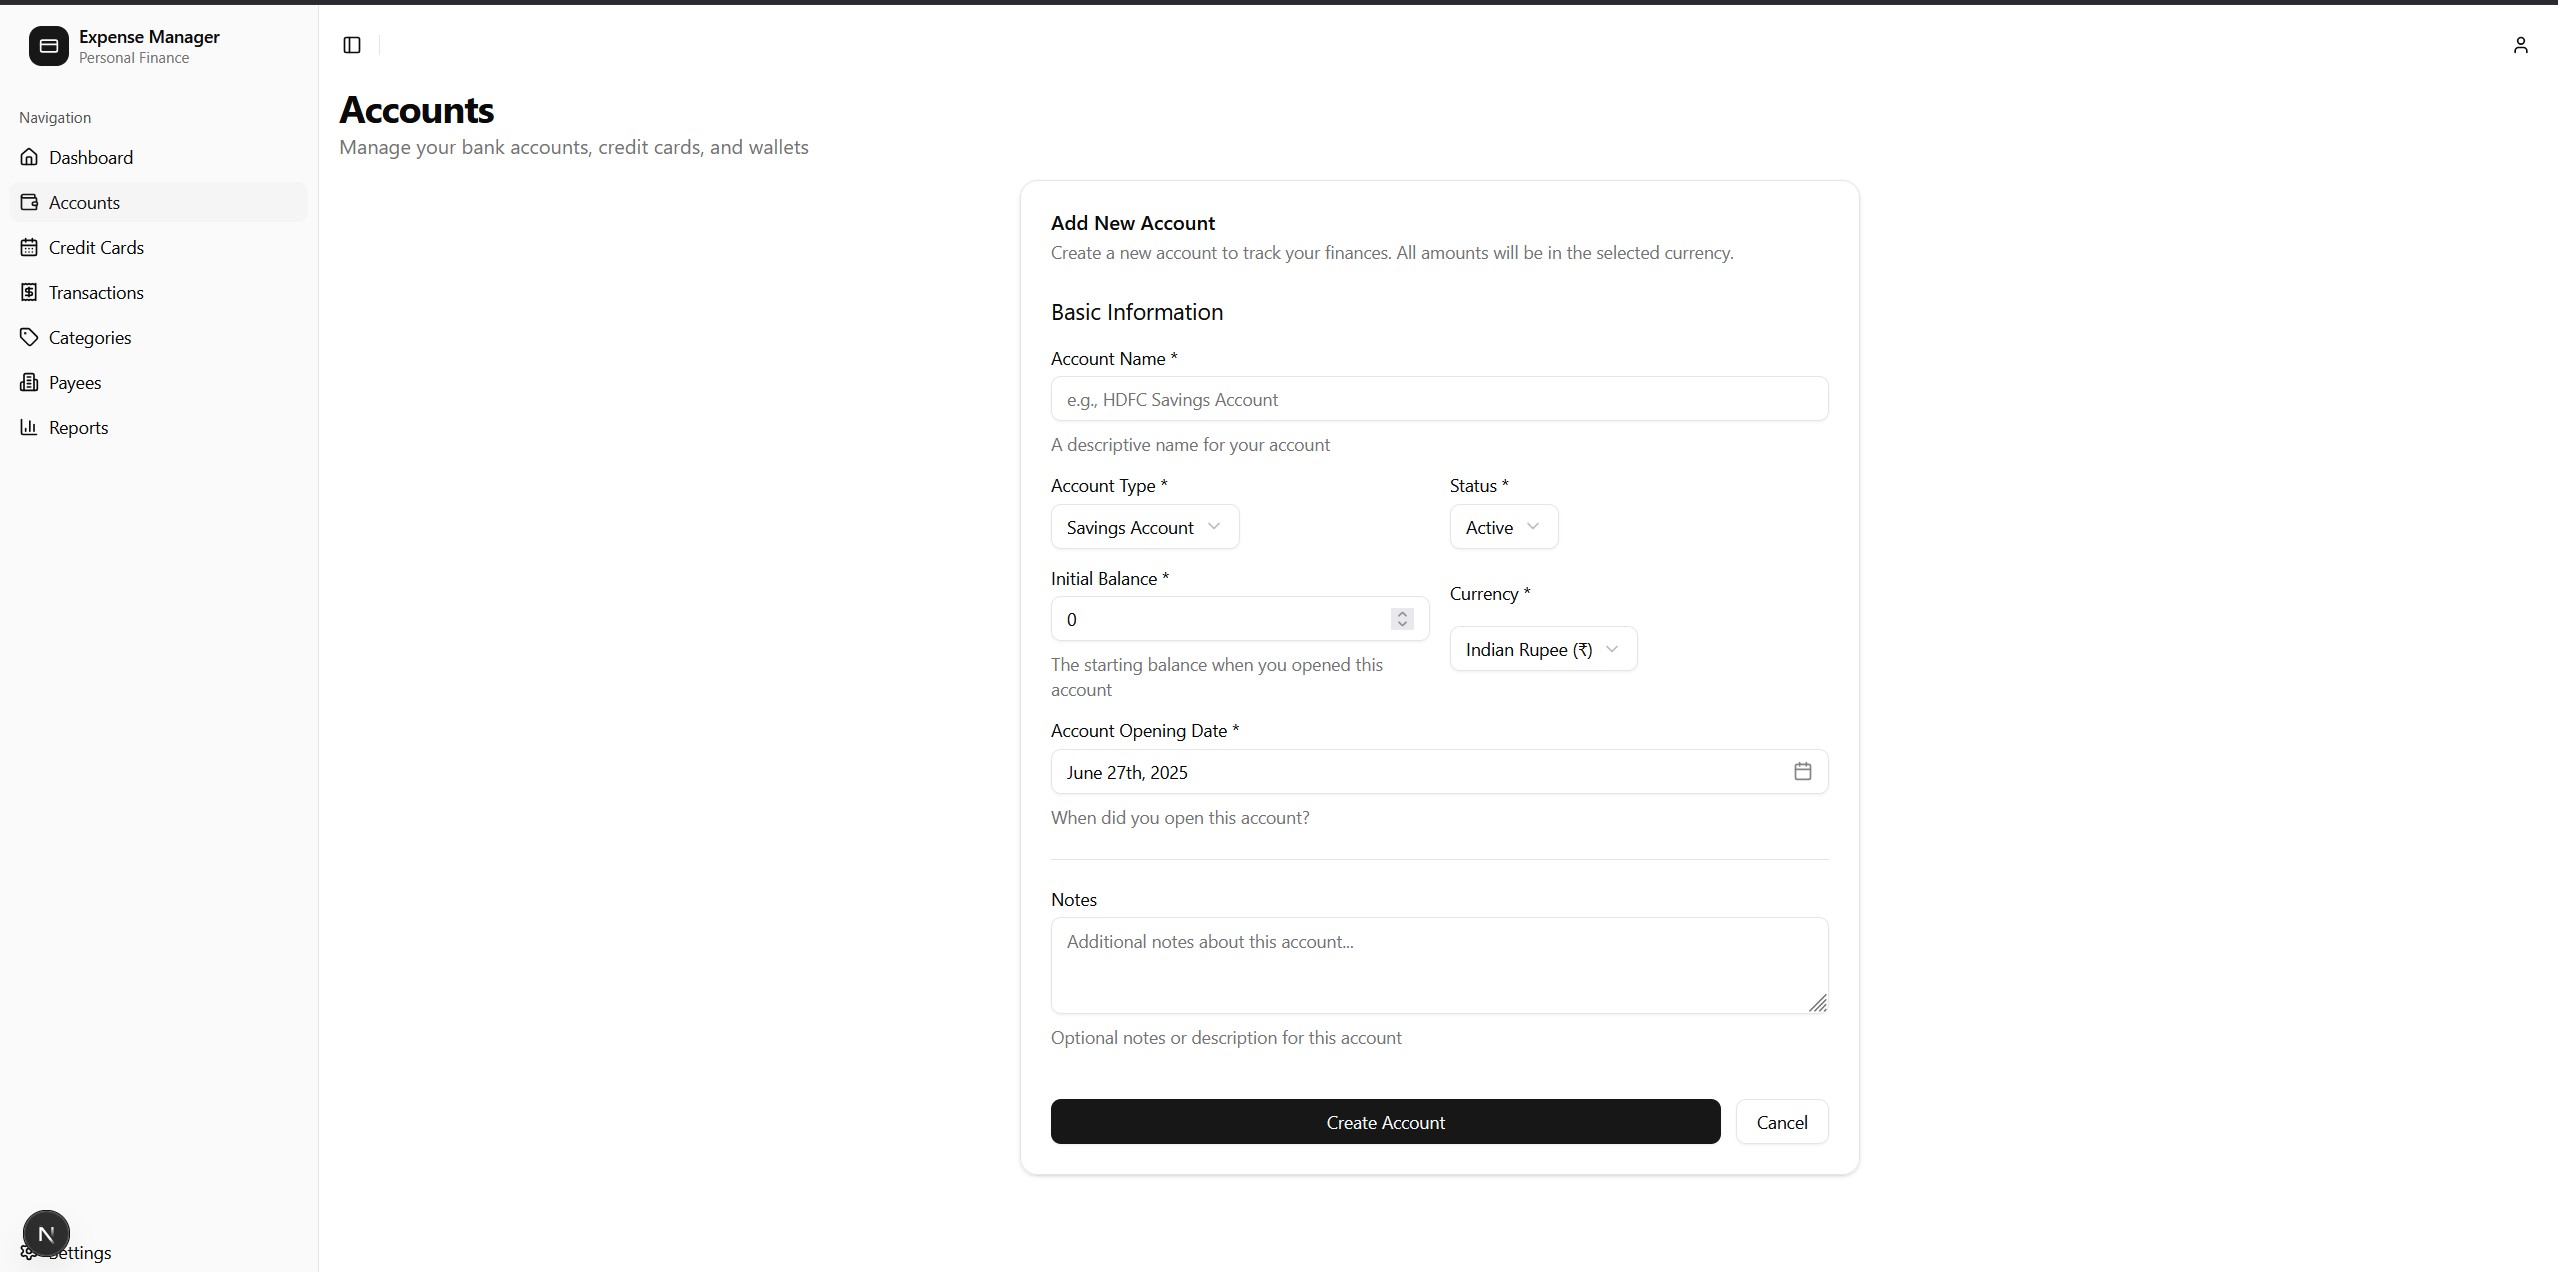 Expense Manager
Personal Finance
Navigation
Dashboard
Accounts
Credit Cards
Transactions
Categories
Payees
Reports
N
ettings
Accounts
Manage your bank accounts, credit cards, and wallets
Add New Account
Create a new account to track your finances. All amounts will be in the selected currency.
Basic Information
Account Name *
e.g., HDFC Savings Account
A descriptive name for your account
Account Type *
Savings Account
Status *
Active
Initial Balance *
0
The starting balance when you opened this
account
Currency *
Indian Rupee (₹)
Account Opening Date *
June 27th, 2025
When did you open this account?
Notes
Additional notes about this account...
Optional notes or description for this account
Create Account
Cancel